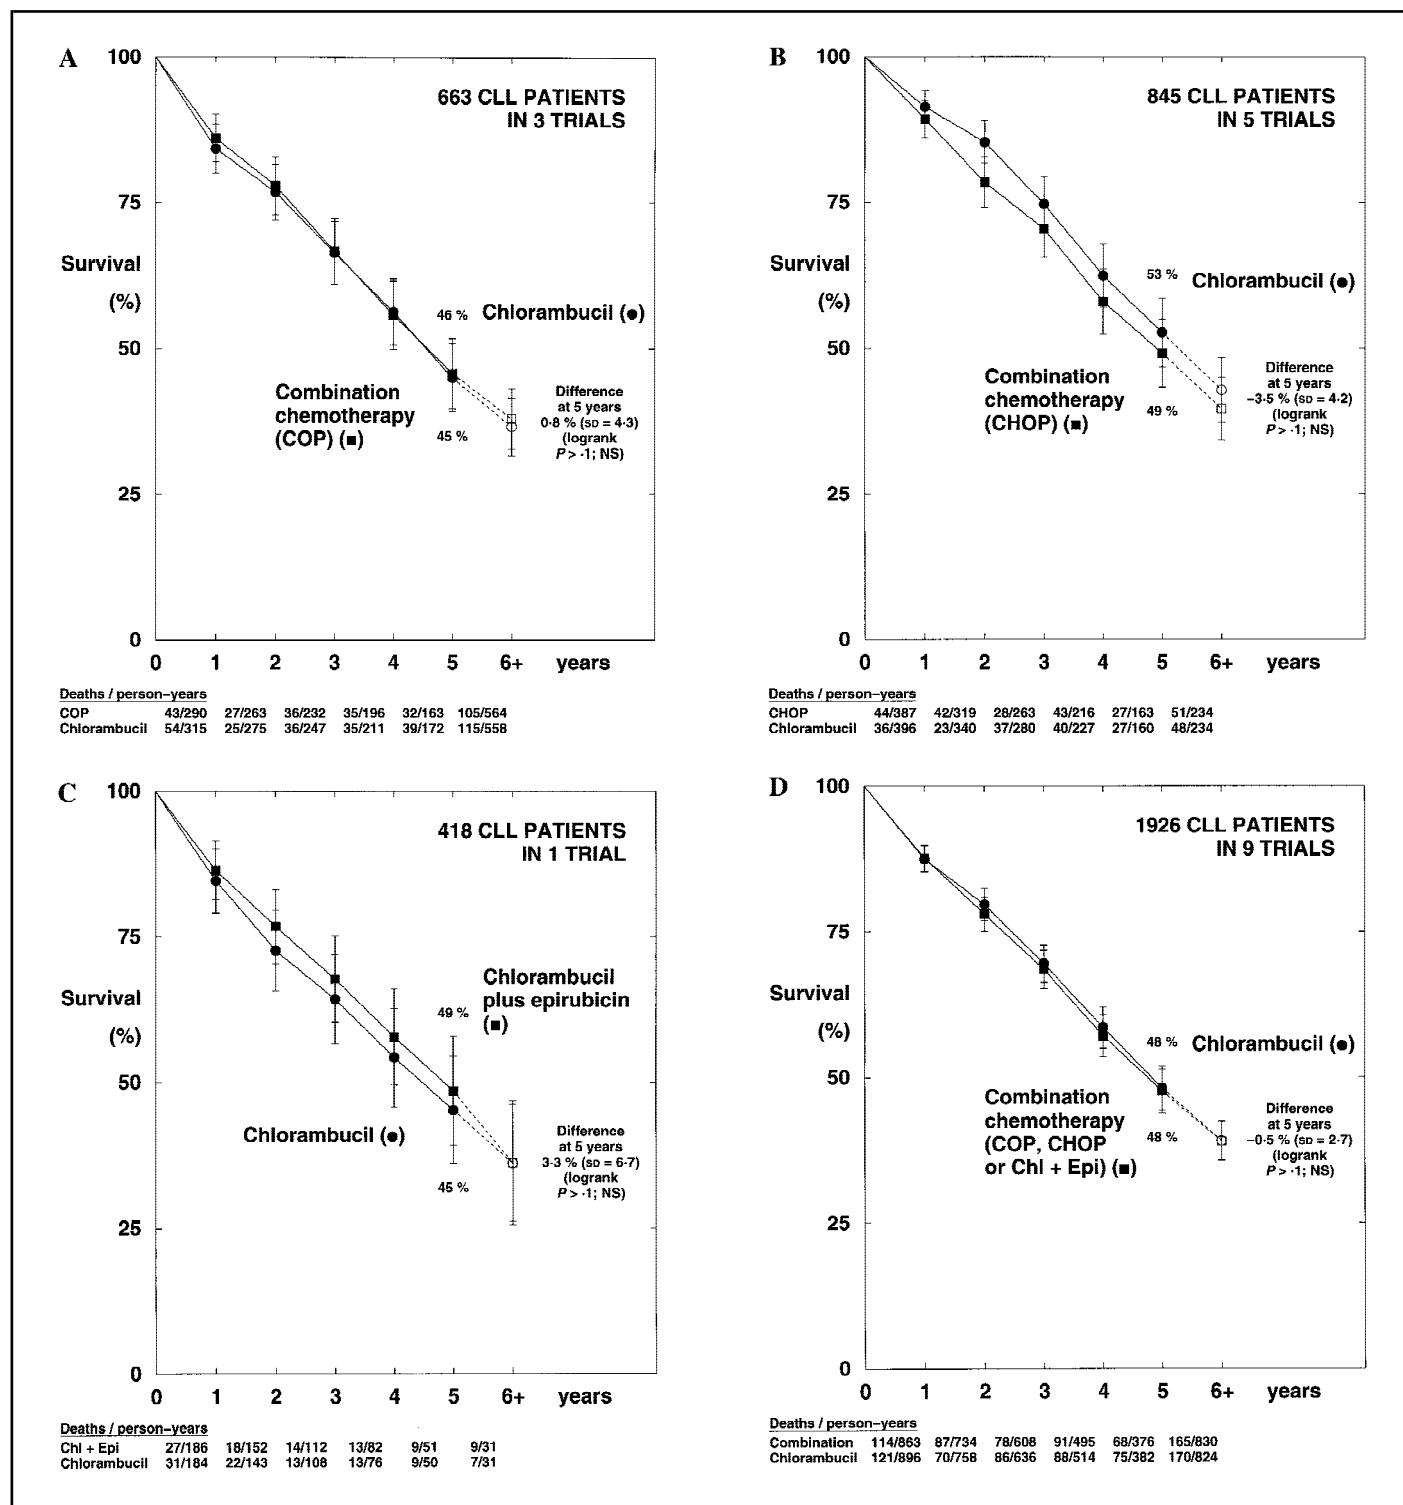 A
663 CLL PATIENTS
IN 3 TRIALS
100
75
50
25
0
Survival
(%)
46 % Chlorambucil (●)
Combination
chemotherapy
(COP) (■)
45 %
Difference
at 5 years
0·8 % (SD = 4·3)
(logrank
P > ·1; NS)
0 1 2 3 4 5 6+ years
Deaths / person–years
COP 43/290 27/263 36/232 35/196 32/163 105/564
Chlorambucil 54/315 25/275 36/247 35/211 39/172 115/558
B
845 CLL PATIENTS
IN 5 TRIALS
100
75
50
25
0
Survival
(%)
53 %
Chlorambucil (●)
Combination
chemotherapy
(CHOP) (■)
49 %
Difference
at 5 years
–3·5 % (SD = 4·2)
(logrank
P > ·1; NS)
0 1 2 3 4 5 6+ years
Deaths / person–years
CHOP 44/387 42/319 28/263 43/216 27/163 51/234
Chlorambucil 36/396 23/340 37/280 40/227 27/160 48/234
C
418 CLL PATIENTS
IN 1 TRIAL
100
75
50
25
0
Survival
(%)
Chlorambucil
plus epirubicin
(■)
49 %
Chlorambucil (●)
45 %
Difference
at 5 years
3·3 % (SD = 6·7)
(logrank
P > ·1; NS)
0 1 2 3 4 5 6+ years
Deaths / person–years
Chl + Epi 27/186 18/152 14/112 13/82 9/51 9/31
Chlorambucil 31/184 22/143 13/108 13/76 9/50 7/31
D
1926 CLL PATIENTS
IN 9 TRIALS
100
75
50
25
0
Survival
(%)
48 % Chlorambucil (●)
Combination
chemotherapy
(COP, CHOP
or Chl + Epi) (■)
48 %
Difference
at 5 years
–0·5 % (SD = 2·7)
(logrank
P > ·1; NS)
0 1 2 3 4 5 6+ years
Deaths / person–years
Combination 114/863 87/734 78/608 91/495 68/376 165/830
Chlorambucil 121/896 70/758 86/636 88/514 75/382 170/824